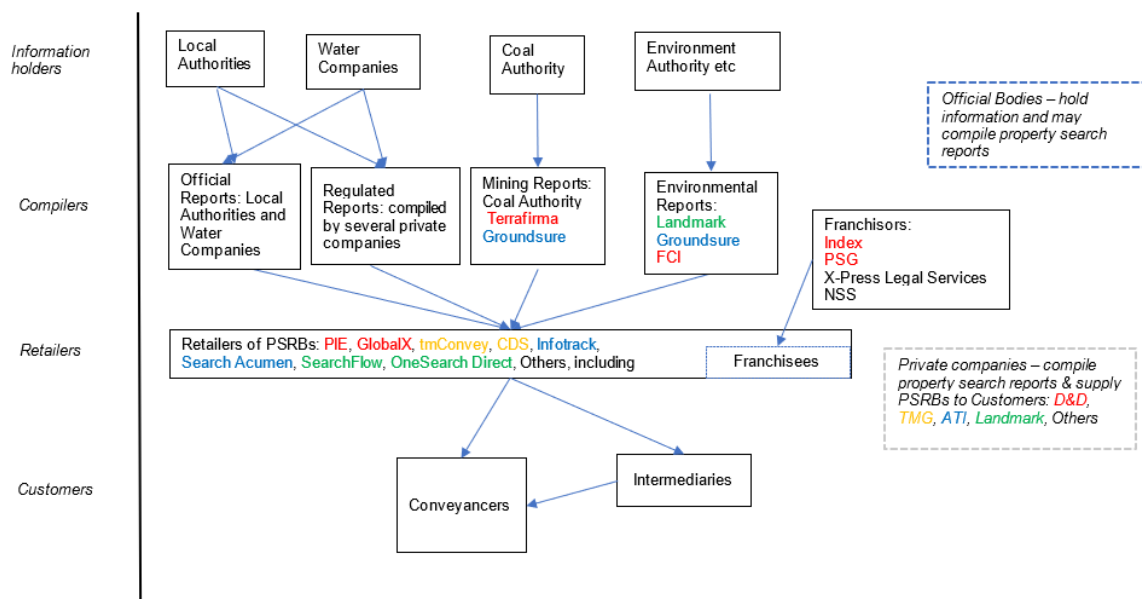 Information
holders
Local
Authorities
Water
Companies
Coal
Authority
Environment
Authority etc
Official Bodies – hold
information and may
compile property search
reports
Compilers
Official
Reports: Local
Authorities and
Water
Companies
Regulated
Reports: compiled
by several private
companies
Mining Reports:
Coal Authority
Terrafirma
Groundsure
Environmental
Reports:
Landmark
Groundsure
FCI
Franchisors:
Index
PSG
X-Press Legal Services
NSS
Retailers
Retailers of PSRBs: PIE, GlobalX, tmConvey, CDS, Infotrack,
Search Acumen, SearchFlow, OneSearch Direct, Others, including
Franchisees
Private companies – compile
property search reports & supply
PSRBs to Customers: D&D,
TMG, ATI, Landmark, Others
Customers
Conveyancers
Intermediaries